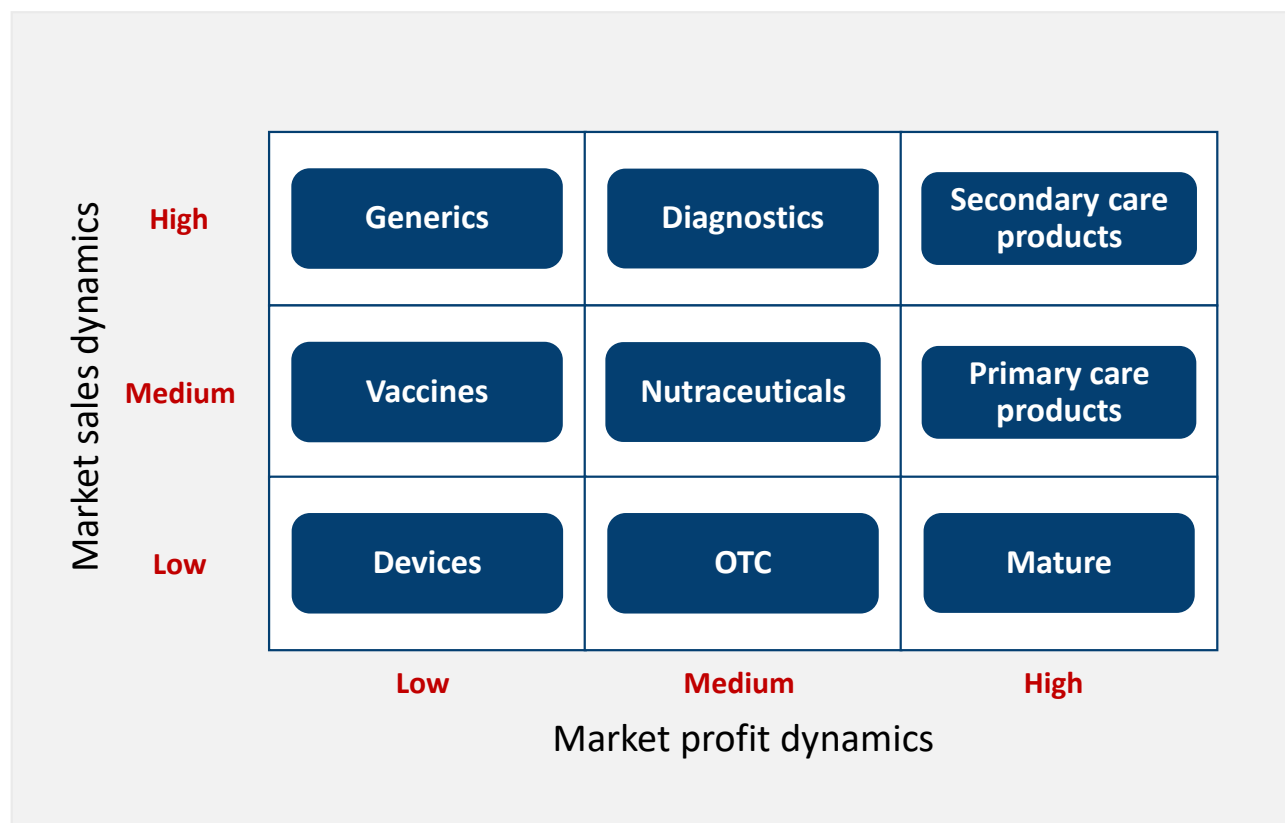 Market sales dynamics
High
Generics
Diagnostics
Secondary care
products
Medium
Vaccines
Nutraceuticals
Primary care
products
Low
Devices
OTC
Mature
Low
Medium
High
Market profit dynamics